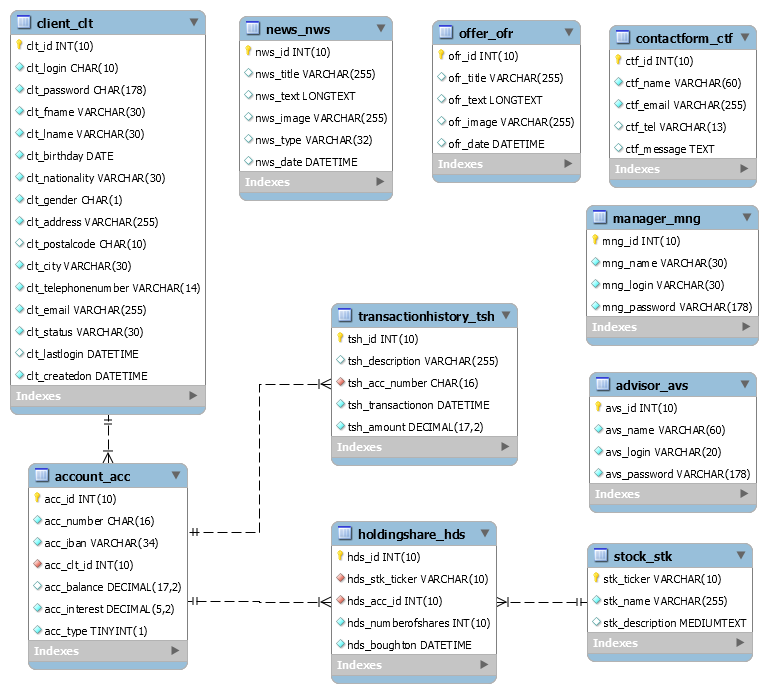 client_clt
clt_id INT(10)
clt_login CHAR(10)
clt_password CHAR(178)
clt_fname VARCHAR(30)
clt_lname VARCHAR(30)
clt_birthday DATE
clt_nationality VARCHAR(30)
clt_gender CHAR(1)
clt_address VARCHAR(255)
clt_postalcode CHAR(10)
clt_city VARCHAR(30)
clt_telephonenumber VARCHAR(14)
clt_email VARCHAR(255)
clt_status VARCHAR(30)
clt_lastlogin DATETIME
clt_createdon DATETIME
Indexes
news_nws
nws_id INT(10)
nws_title VARCHAR(255)
nws_text LONGTEXT
nws_image VARCHAR(255)
nws_type VARCHAR(32)
nws_date DATETIME
Indexes
offer_ofr
ofr_id INT(10)
ofr_title VARCHAR(255)
ofr_text LONGTEXT
ofr_image VARCHAR(255)
ofr_date DATETIME
Indexes
contactform_ctf
ctf_id INT(10)
ctf_name VARCHAR(60)
ctf_email VARCHAR(255)
ctf_tel VARCHAR(13)
ctf_message TEXT
Indexes
manager_mng
mng_id INT(10)
mng_name VARCHAR(30)
mng_login VARCHAR(30)
mng_password VARCHAR(178)
Indexes
transactionhistory_tsh
tsh_id INT(10)
tsh_description VARCHAR(255)
tsh_acc_number CHAR(16)
tsh_transactionon DATETIME
tsh_amount DECIMAL(17,2)
Indexes
advisor_avs
avs_id INT(10)
avs_name VARCHAR(60)
avs_login VARCHAR(20)
avs_password VARCHAR(178)
Indexes
account_acc
acc_id INT(10)
acc_number CHAR(16)
acc_iban VARCHAR(34)
acc_clt_id INT(10)
acc_balance DECIMAL(17,2)
acc_interest DECIMAL(5,2)
acc_type TINYINT(1)
Indexes
holdingshare_hds
hds_id INT(10)
hds_stk_ticker VARCHAR(10)
hds_acc_id INT(10)
hds_numberofshares INT(10)
hds_boughton DATETIME
Indexes
stock_stk
stk_ticker VARCHAR(10)
stk_name VARCHAR(255)
stk_description MEDIUMTEXT
Indexes